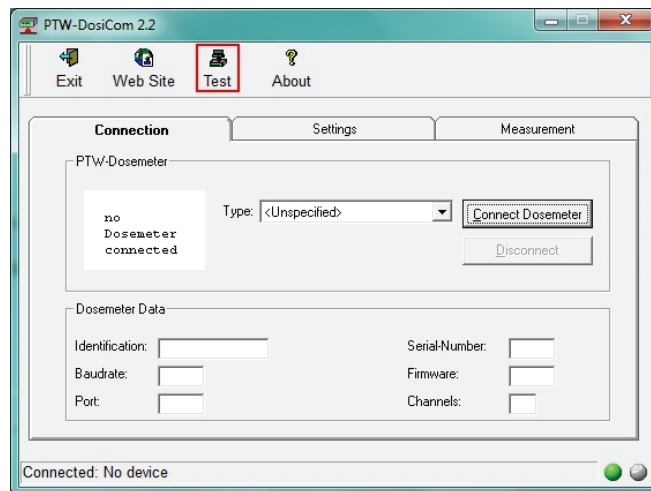 PTW-DosiCom 2.2
Exit Web Site Test About
Connection Settings Measurement
PTW-Dosemeter
no
Dosemeter
connected
Type: <Unspecified> Connect Dosemeter
Disconnect
Dosemeter Data
Identification: Serial-Number:
Baudrate: Firmware:
Port: Channels:
Connected: No device